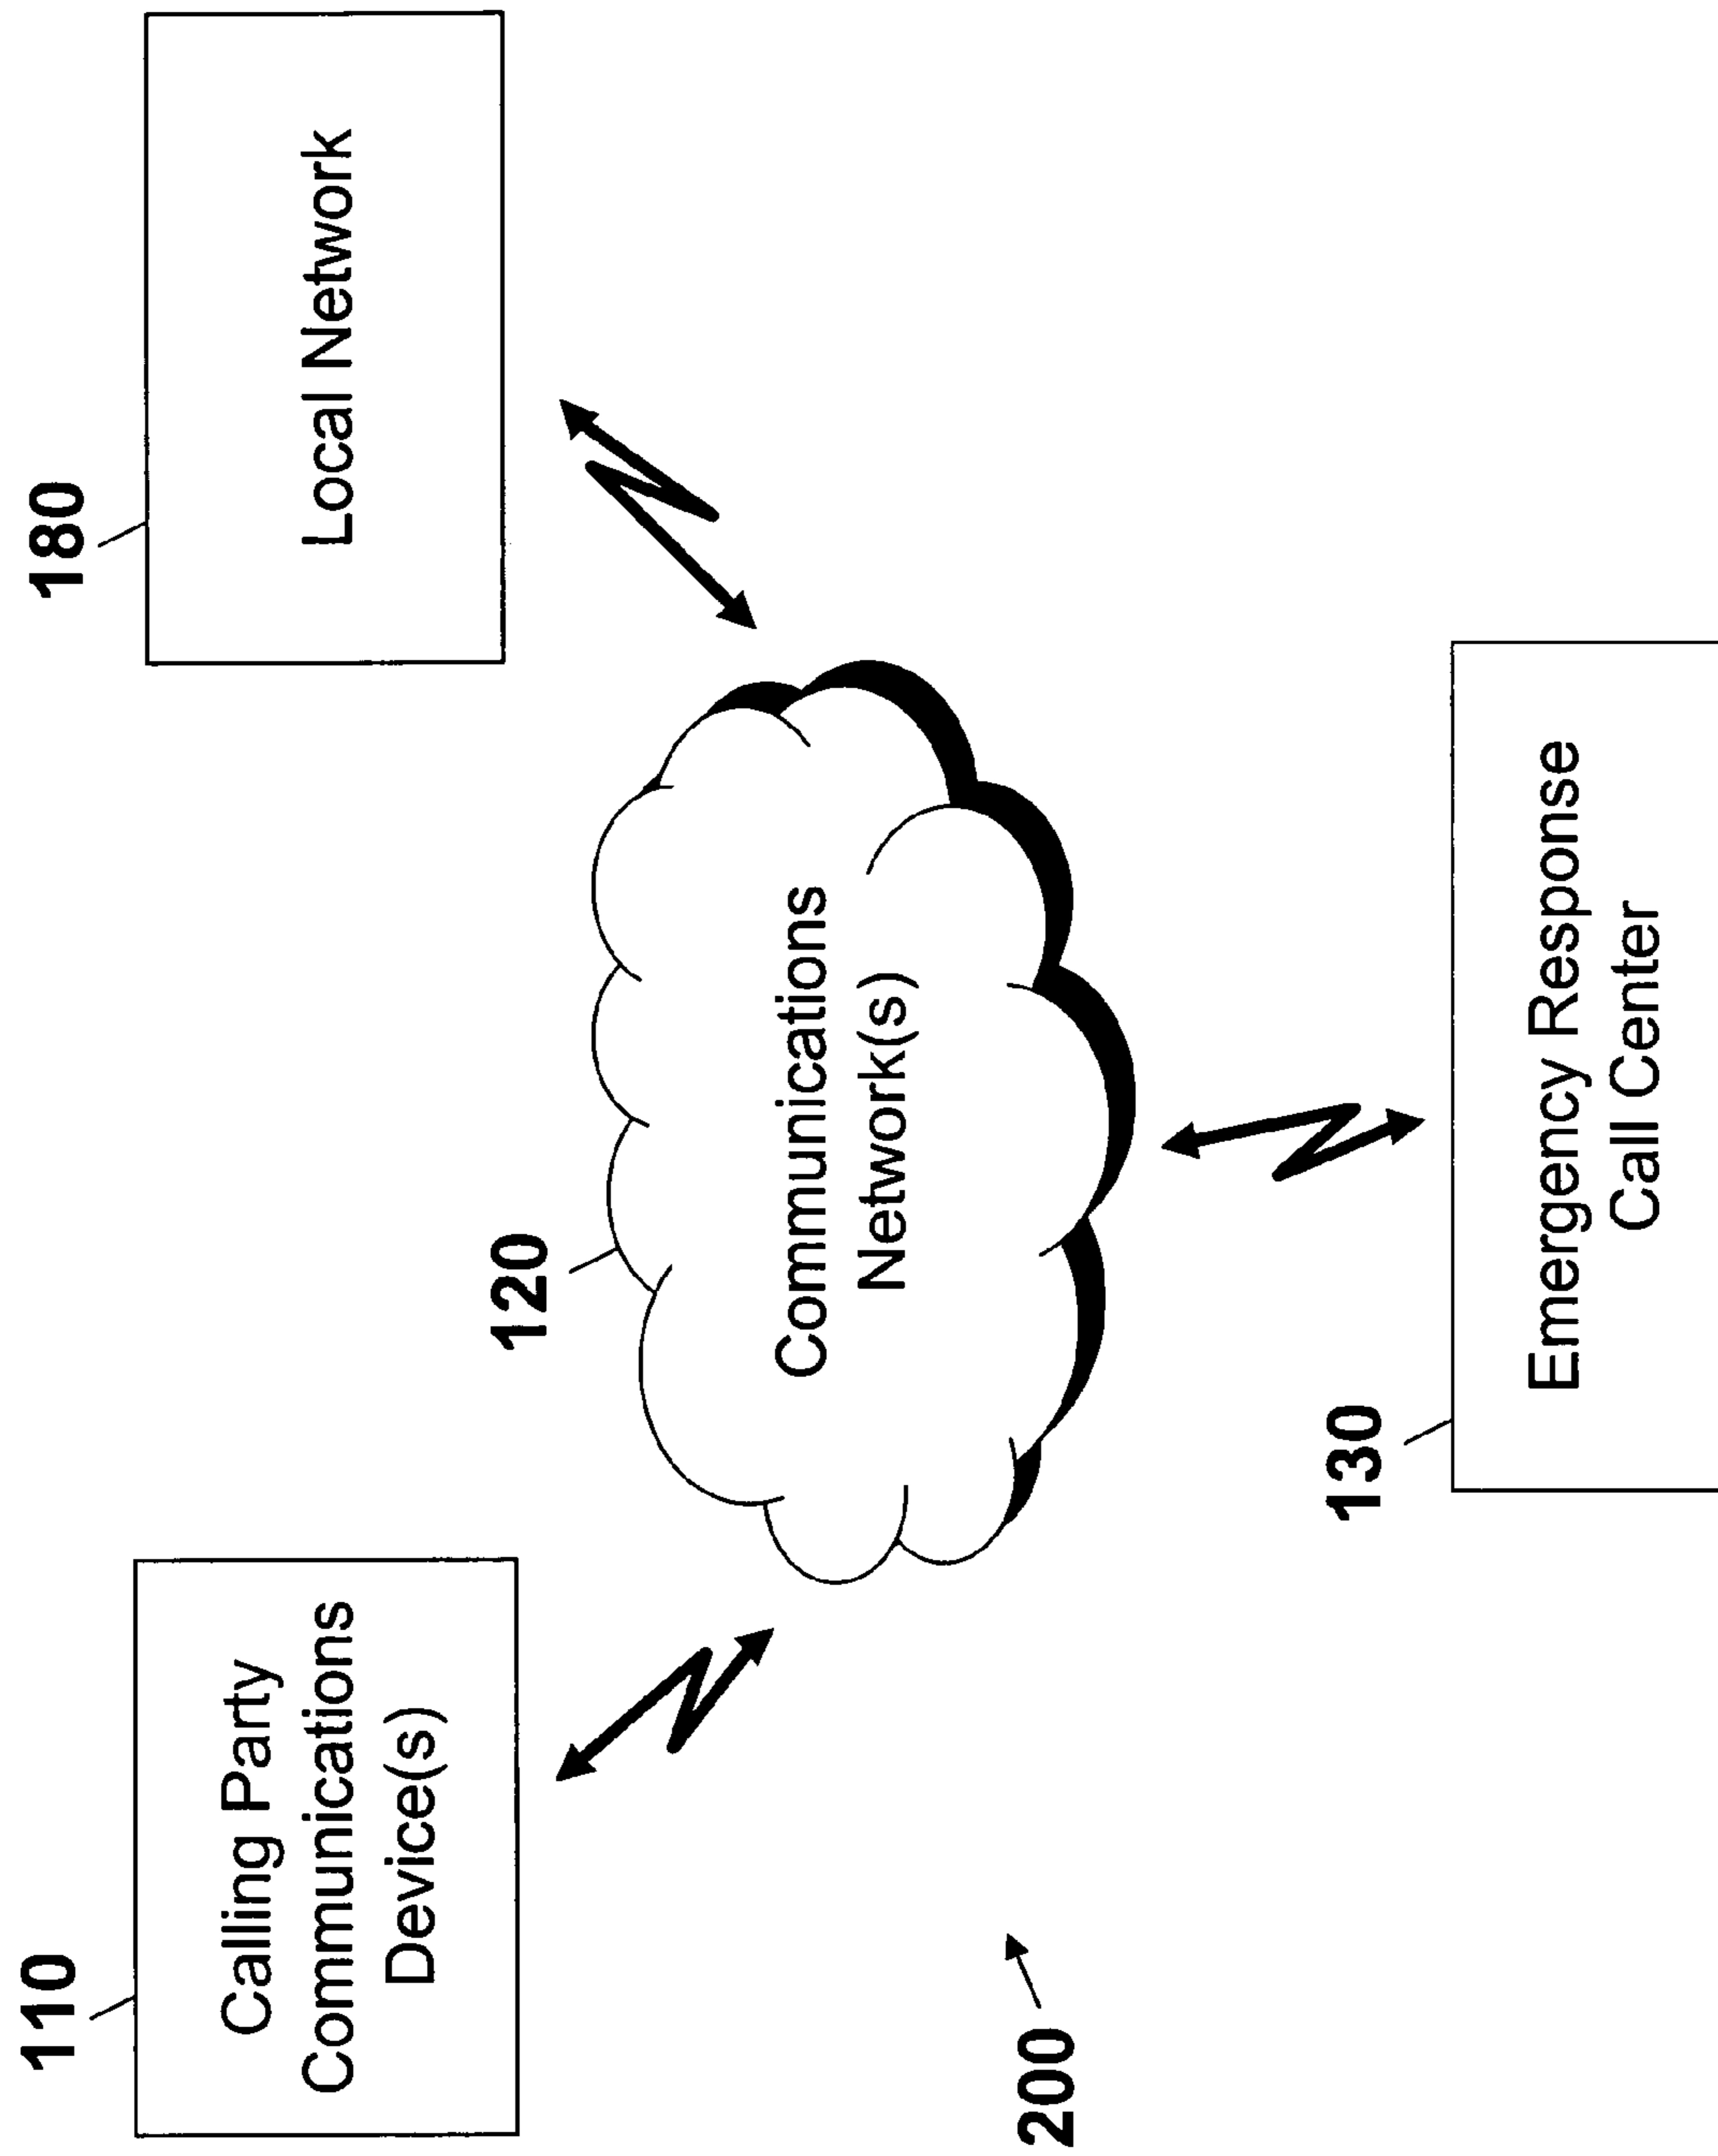 110
Calling Party
Communications
Device(s)
180
Local Network
120
Communications
Network(s)
130
Emergency Response
Call Center
200